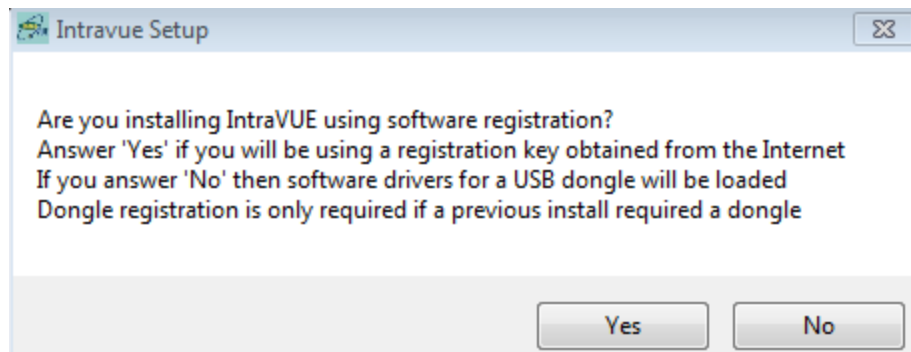 Intravue Setup
Are you installing IntraVUE using software registration?
Answer 'Yes' if you will be using a registration key obtained from the Internet
If you answer 'No' then software drivers for a USB dongle will be loaded
Dongle registration is only required if a previous install required a dongle
Yes No